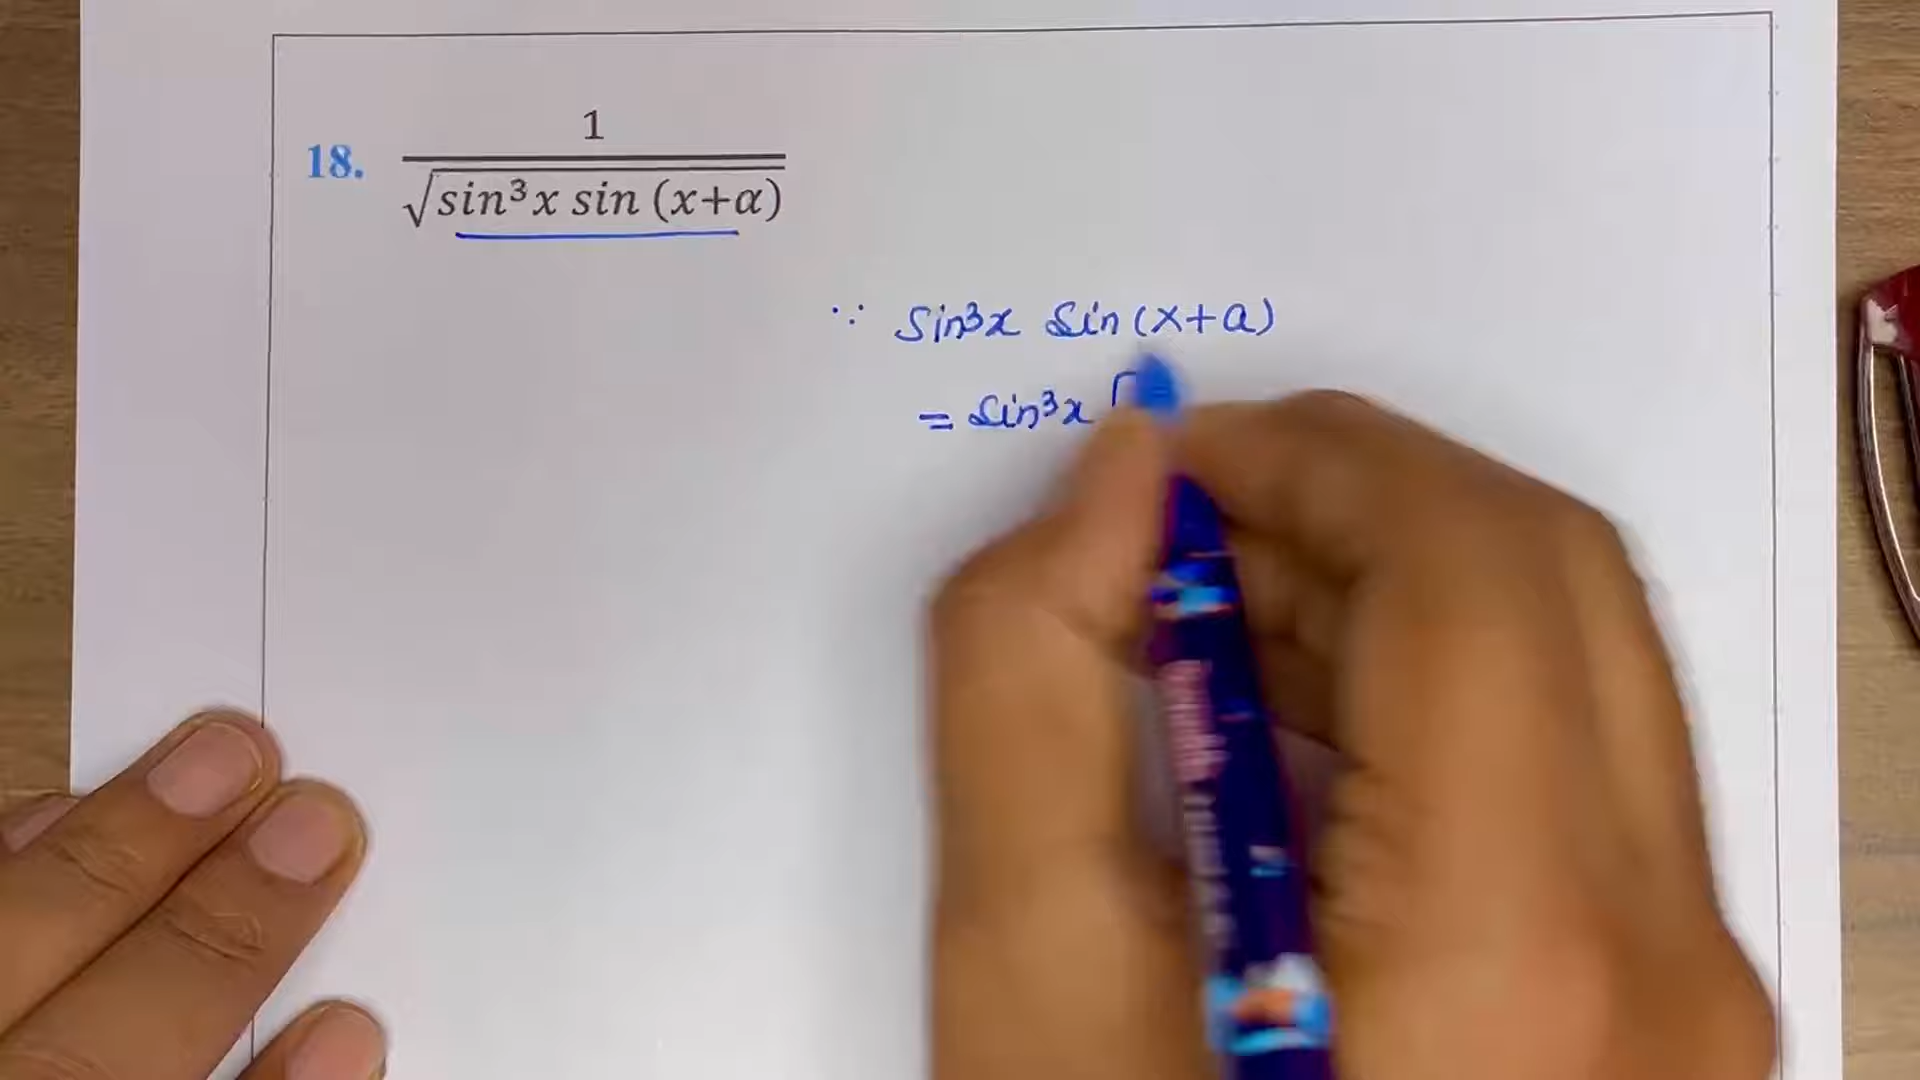 18. 1/√(sin³x sin (x+α))
∵ Sin³x Sin (x+a)
= Sin³x [